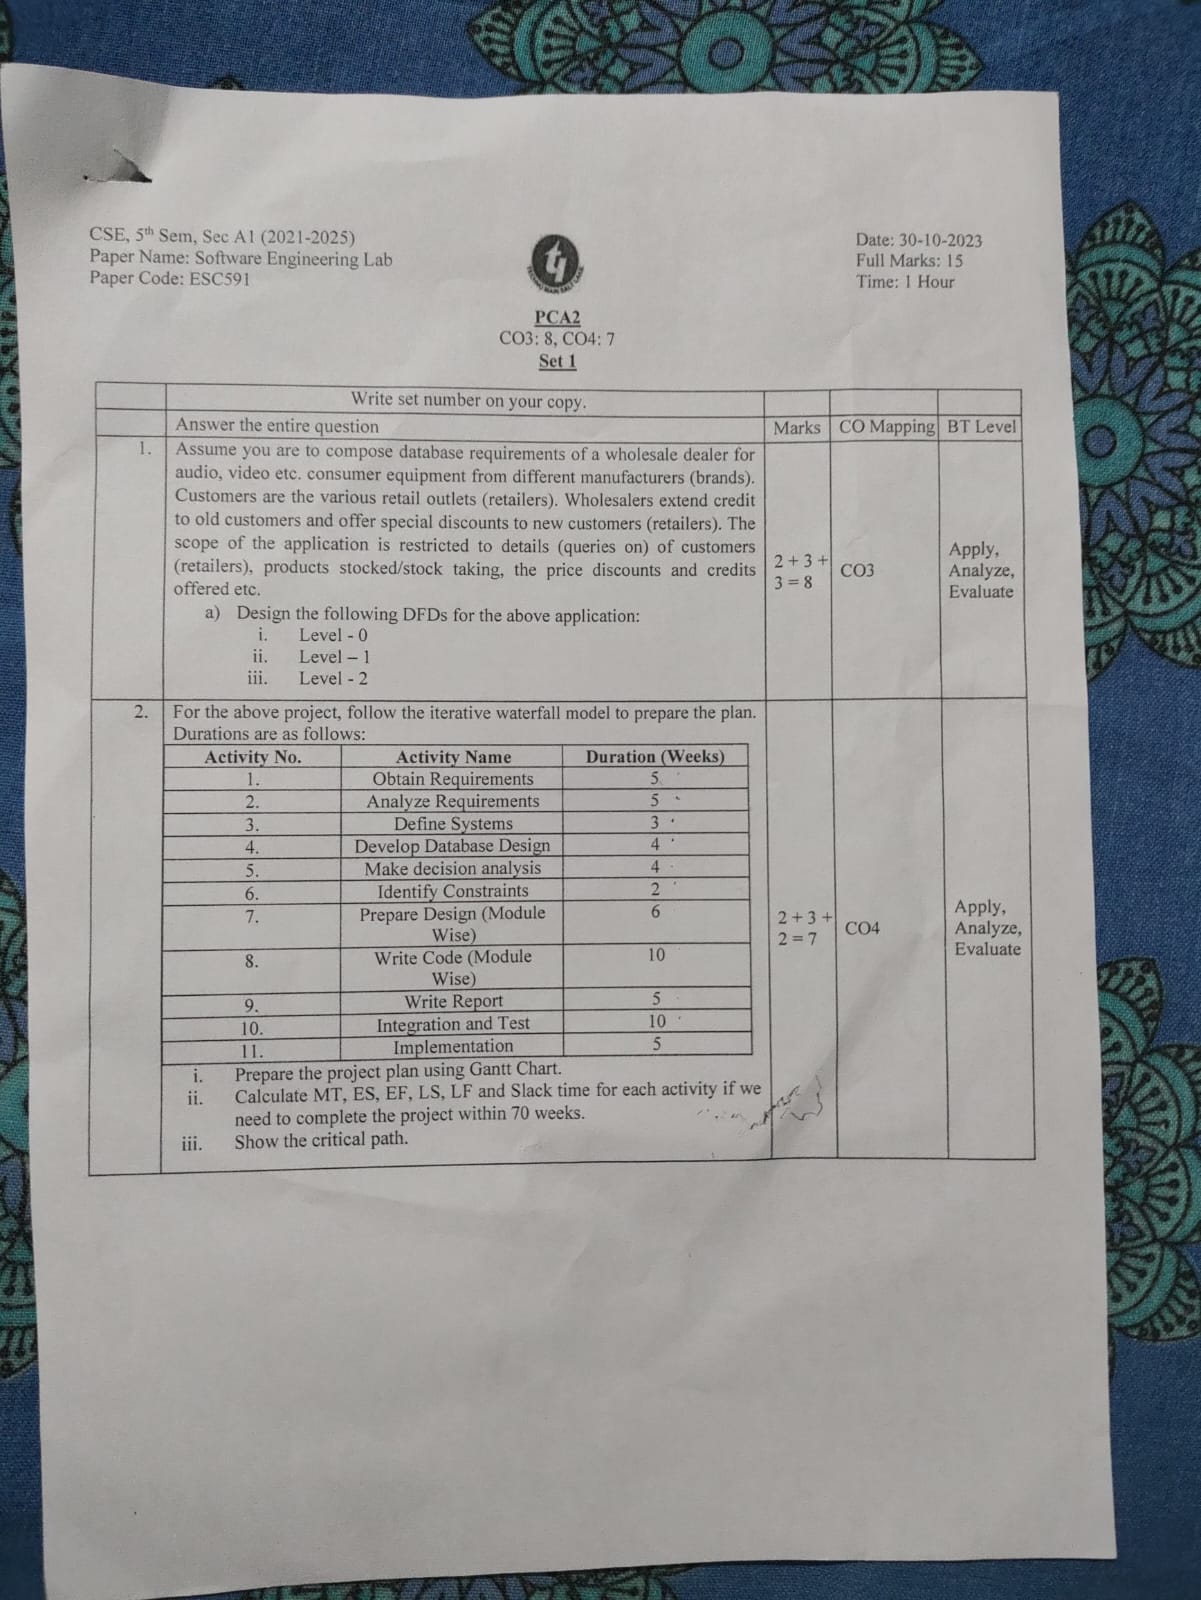 CSE, 5th Sem, Sec A1 (2021-2025)
Paper Name: Software Engineering Lab
Paper Code: ESC591
Date: 30-10-2023
Full Marks: 15
Time: 1 Hour
PCA2
CO3: 8, CO4: 7
Set 1
Write set number on your copy.
Answer the entire question Marks CO Mapping BT Level
1. Assume you are to compose database requirements of a wholesale dealer for
audio, video etc. consumer equipment from different manufacturers (brands).
Customers are the various retail outlets (retailers). Wholesalers extend credit
to old customers and offer special discounts to new customers (retailers). The
scope of the application is restricted to details (queries on) of customers
(retailers), products stocked/stock taking, the price discounts and credits
offered etc.
a) Design the following DFDs for the above application:
i. Level - 0
ii. Level – 1
iii. Level - 2
2 + 3 +
3 = 8
CO3
Apply,
Analyze,
Evaluate
2. For the above project, follow the iterative waterfall model to prepare the plan.
Durations are as follows:
Activity No. Activity Name Duration (Weeks)
1. Obtain Requirements 5
2. Analyze Requirements 5
3. Define Systems 3
4. Develop Database Design 4
5. Make decision analysis 4
6. Identify Constraints 2
7. Prepare Design (Module 6
Wise)
8. Write Code (Module 10
Wise)
9. Write Report 5
10. Integration and Test 10
11. Implementation 5
i. Prepare the project plan using Gantt Chart.
ii. Calculate MT, ES, EF, LS, LF and Slack time for each activity if we
need to complete the project within 70 weeks.
iii. Show the critical path.
2 + 3 +
2 = 7
CO4
Apply,
Analyze,
Evaluate